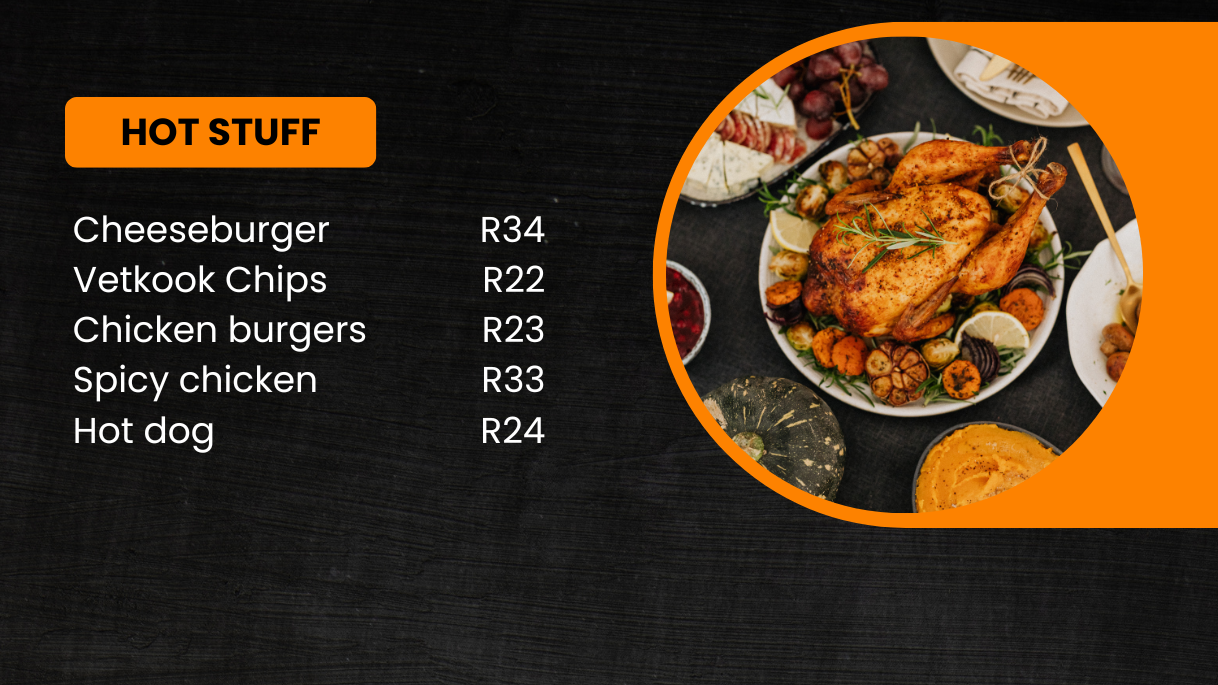 HOT STUFF
Cheeseburger R34
Vetkook Chips R22
Chicken burgers R23
Spicy chicken R33
Hot dog R24